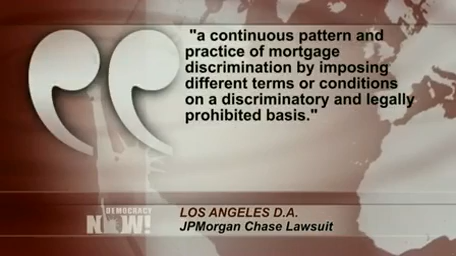 "a continuous pattern and
practice of mortgage
discrimination by imposing
different terms or conditions
on a discriminatory and legally
prohibited basis."
LOS ANGELES D.A.
JPMorgan Chase Lawsuit
DEMOCRACY
NOW!